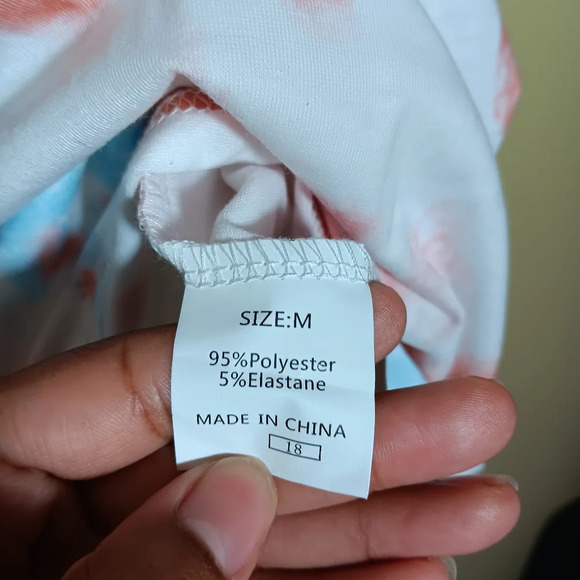 SIZE:M
95%Polyester
5%Elastane
MADE IN CHINA
18